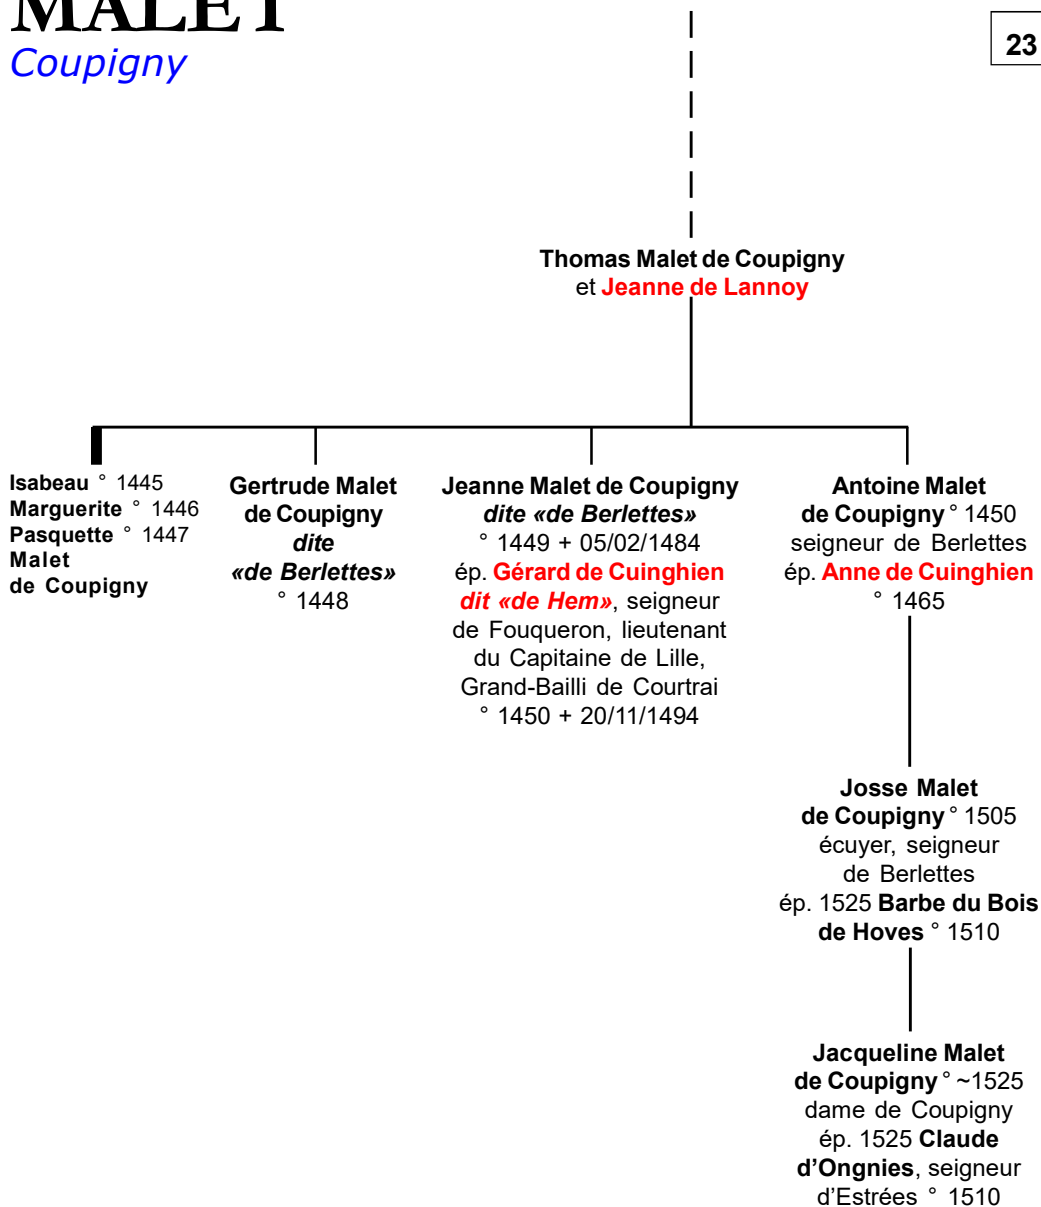 MALET
Coupigny
23
Thomas Malet de Coupigny
et Jeanne de Lannoy
Isabeau ° 1445
Marguerite ° 1446
Pasquette ° 1447
Malet
de Coupigny
Gertrude Malet
de Coupigny
dite
«de Berlettes»
° 1448
Jeanne Malet de Coupigny
dite «de Berlettes»
° 1449 + 05/02/1484
ép. Gérard de Cuinghien
dit «de Hem», seigneur
de Fouqueron, lieutenant
du Capitaine de Lille,
Grand-Bailli de Courtrai
° 1450 + 20/11/1494
Antoine Malet
de Coupigny ° 1450
seigneur de Berlettes
ép. Anne de Cuinghien
° 1465
Josse Malet
de Coupigny ° 1505
écuyer, seigneur
de Berlettes
ép. 1525 Barbe du Bois
de Hoves ° 1510
Jacqueline Malet
de Coupigny ° ~1525
dame de Coupigny
ép. 1525 Claude
d’Ongnies, seigneur
d’Estrées ° 1510